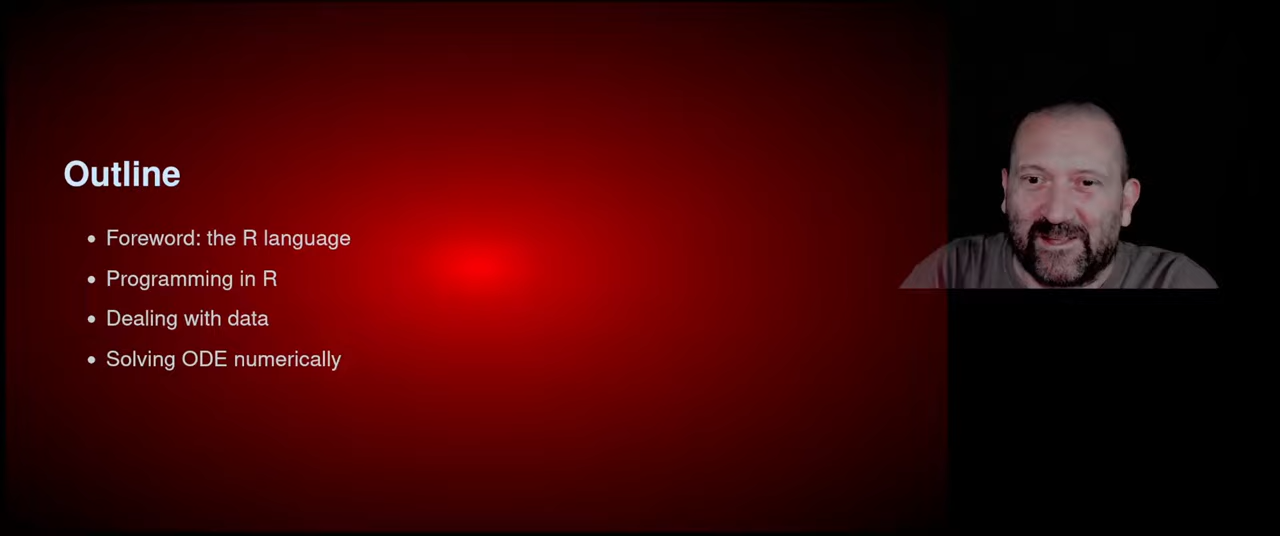 Outline
Foreword: the R language
Programming in R
Dealing with data
Solving ODE numerically